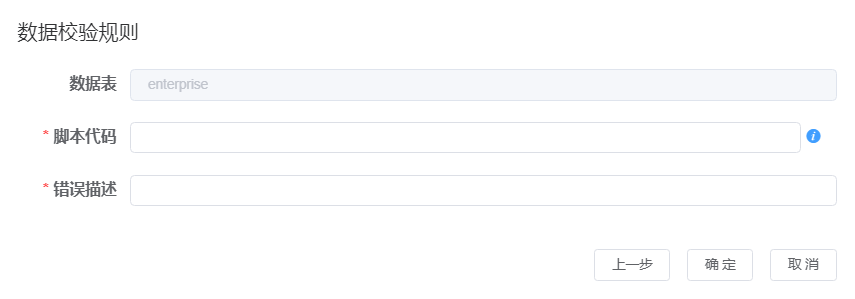 数据校验规则
数据表 enterprise
* 脚本代码
* 错误描述
上一步 确 定 取 消